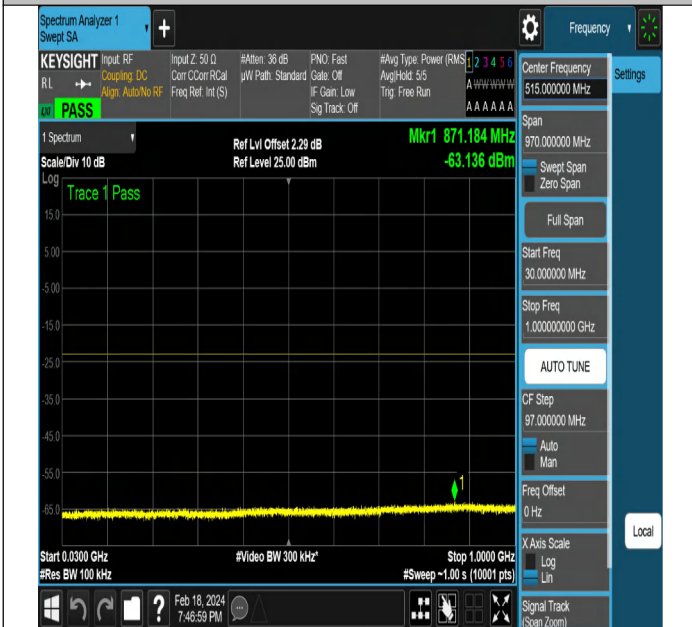 Spectrum Analyzer 1
Swept SA
+
Frequency
KEYSIGHT
RL
LXI
PASS
Input: RF
Coupling: DC
Align: Auto/No RF
Input Z: 50 Ω
Corr CCorr RCal
Freq Ref: Int (S)
#Atten: 36 dB
µW Path: Standard
PNO: Fast
Gate: Off
IF Gain: Low
Sig Track: Off
#Avg Type: Power (RMS
Avg|Hold: 5/5
Trig: Free Run
1 2 3 4 5 6
A W W W W W
A A A A A A
1 Spectrum
Scale/Div 10 dB
Ref Lvl Offset 2.29 dB
Ref Level 25.00 dBm
Mkr1 871.184 MHz
-63.136 dBm
Log
Trace 1 Pass
15.0
5.00
-5.00
-15.0
-25.0
-35.0
-45.0
-55.0
-65.0
1
Start 0.0300 GHz
#Res BW 100 kHz
#Video BW 300 kHz*
Stop 1.0000 GHz
#Sweep ~1.00 s (10001 pts)
Feb 18, 2024
7:46:59 PM
?
Center Frequency
515.000000 MHz
Settings
Span
970.000000 MHz
Swept Span
Zero Span
Full Span
Start Freq
30.000000 MHz
Stop Freq
1.000000000 GHz
AUTO TUNE
CF Step
97.000000 MHz
Auto
Man
Freq Offset
0 Hz
Local
X Axis Scale
Log
Lin
Signal Track
(Span Zoom)